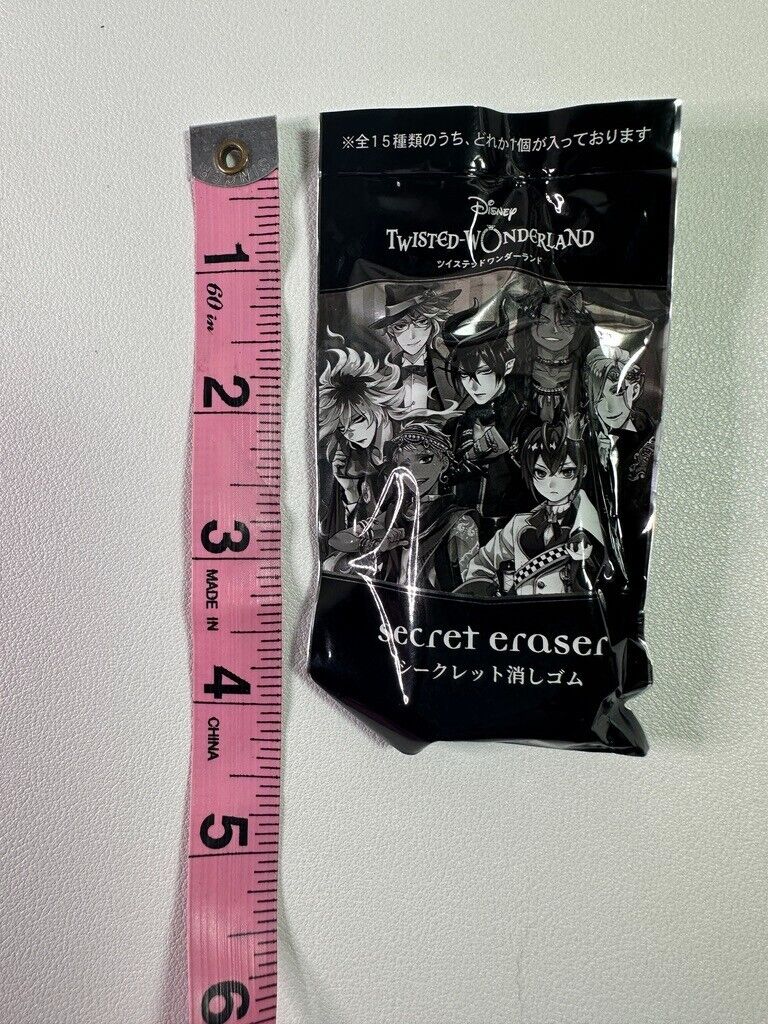 ※全15種類のうち、どれか1個が入っております
Disney
TWISTED-WONDERLAND
ツイステッドワンダーランド
secret eraser
シークレット消しゴム
1
60 in
2
3
MADE IN
4
CHINA
5
6